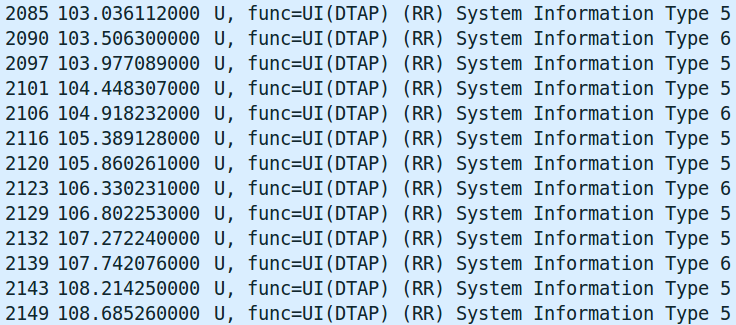 2085 103.036112000 U, func=UI(DTAP) (RR) System Information Type 5
2090 103.506300000 U, func=UI(DTAP) (RR) System Information Type 6
2097 103.977089000 U, func=UI(DTAP) (RR) System Information Type 5
2101 104.448307000 U, func=UI(DTAP) (RR) System Information Type 5
2106 104.918232000 U, func=UI(DTAP) (RR) System Information Type 6
2116 105.389128000 U, func=UI(DTAP) (RR) System Information Type 5
2120 105.860261000 U, func=UI(DTAP) (RR) System Information Type 5
2123 106.330231000 U, func=UI(DTAP) (RR) System Information Type 6
2129 106.802253000 U, func=UI(DTAP) (RR) System Information Type 5
2132 107.272240000 U, func=UI(DTAP) (RR) System Information Type 5
2139 107.742076000 U, func=UI(DTAP) (RR) System Information Type 6
2143 108.214250000 U, func=UI(DTAP) (RR) System Information Type 5
2149 108.685260000 U, func=UI(DTAP) (RR) System Information Type 5